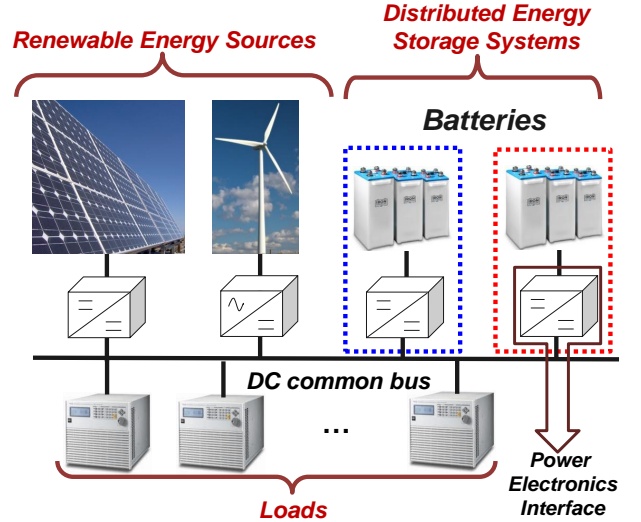 Renewable Energy Sources
Distributed Energy
Storage Systems
Batteries
DC common bus
...
Loads
Power
Electronics
Interface